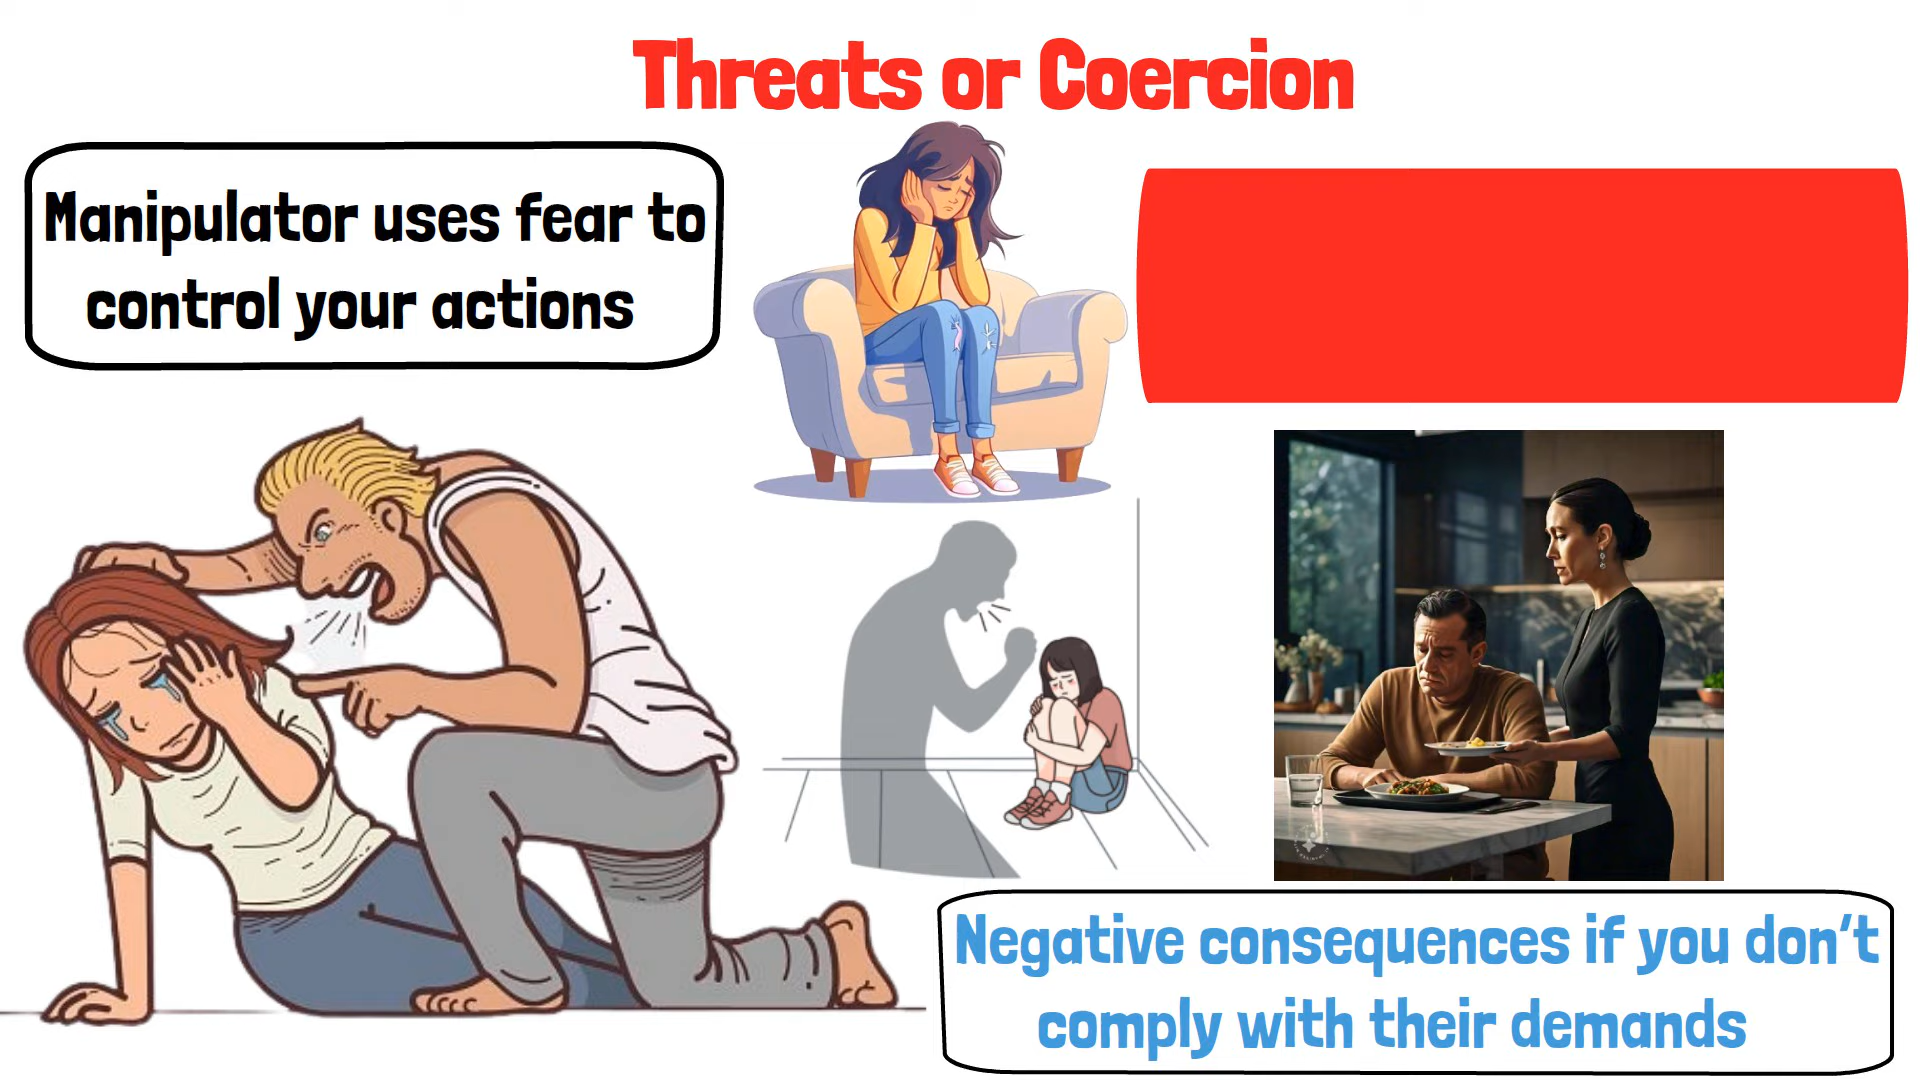 Threats or Coercion
Manipulator uses fear to
control your actions
Negative consequences if you don't
comply with their demands